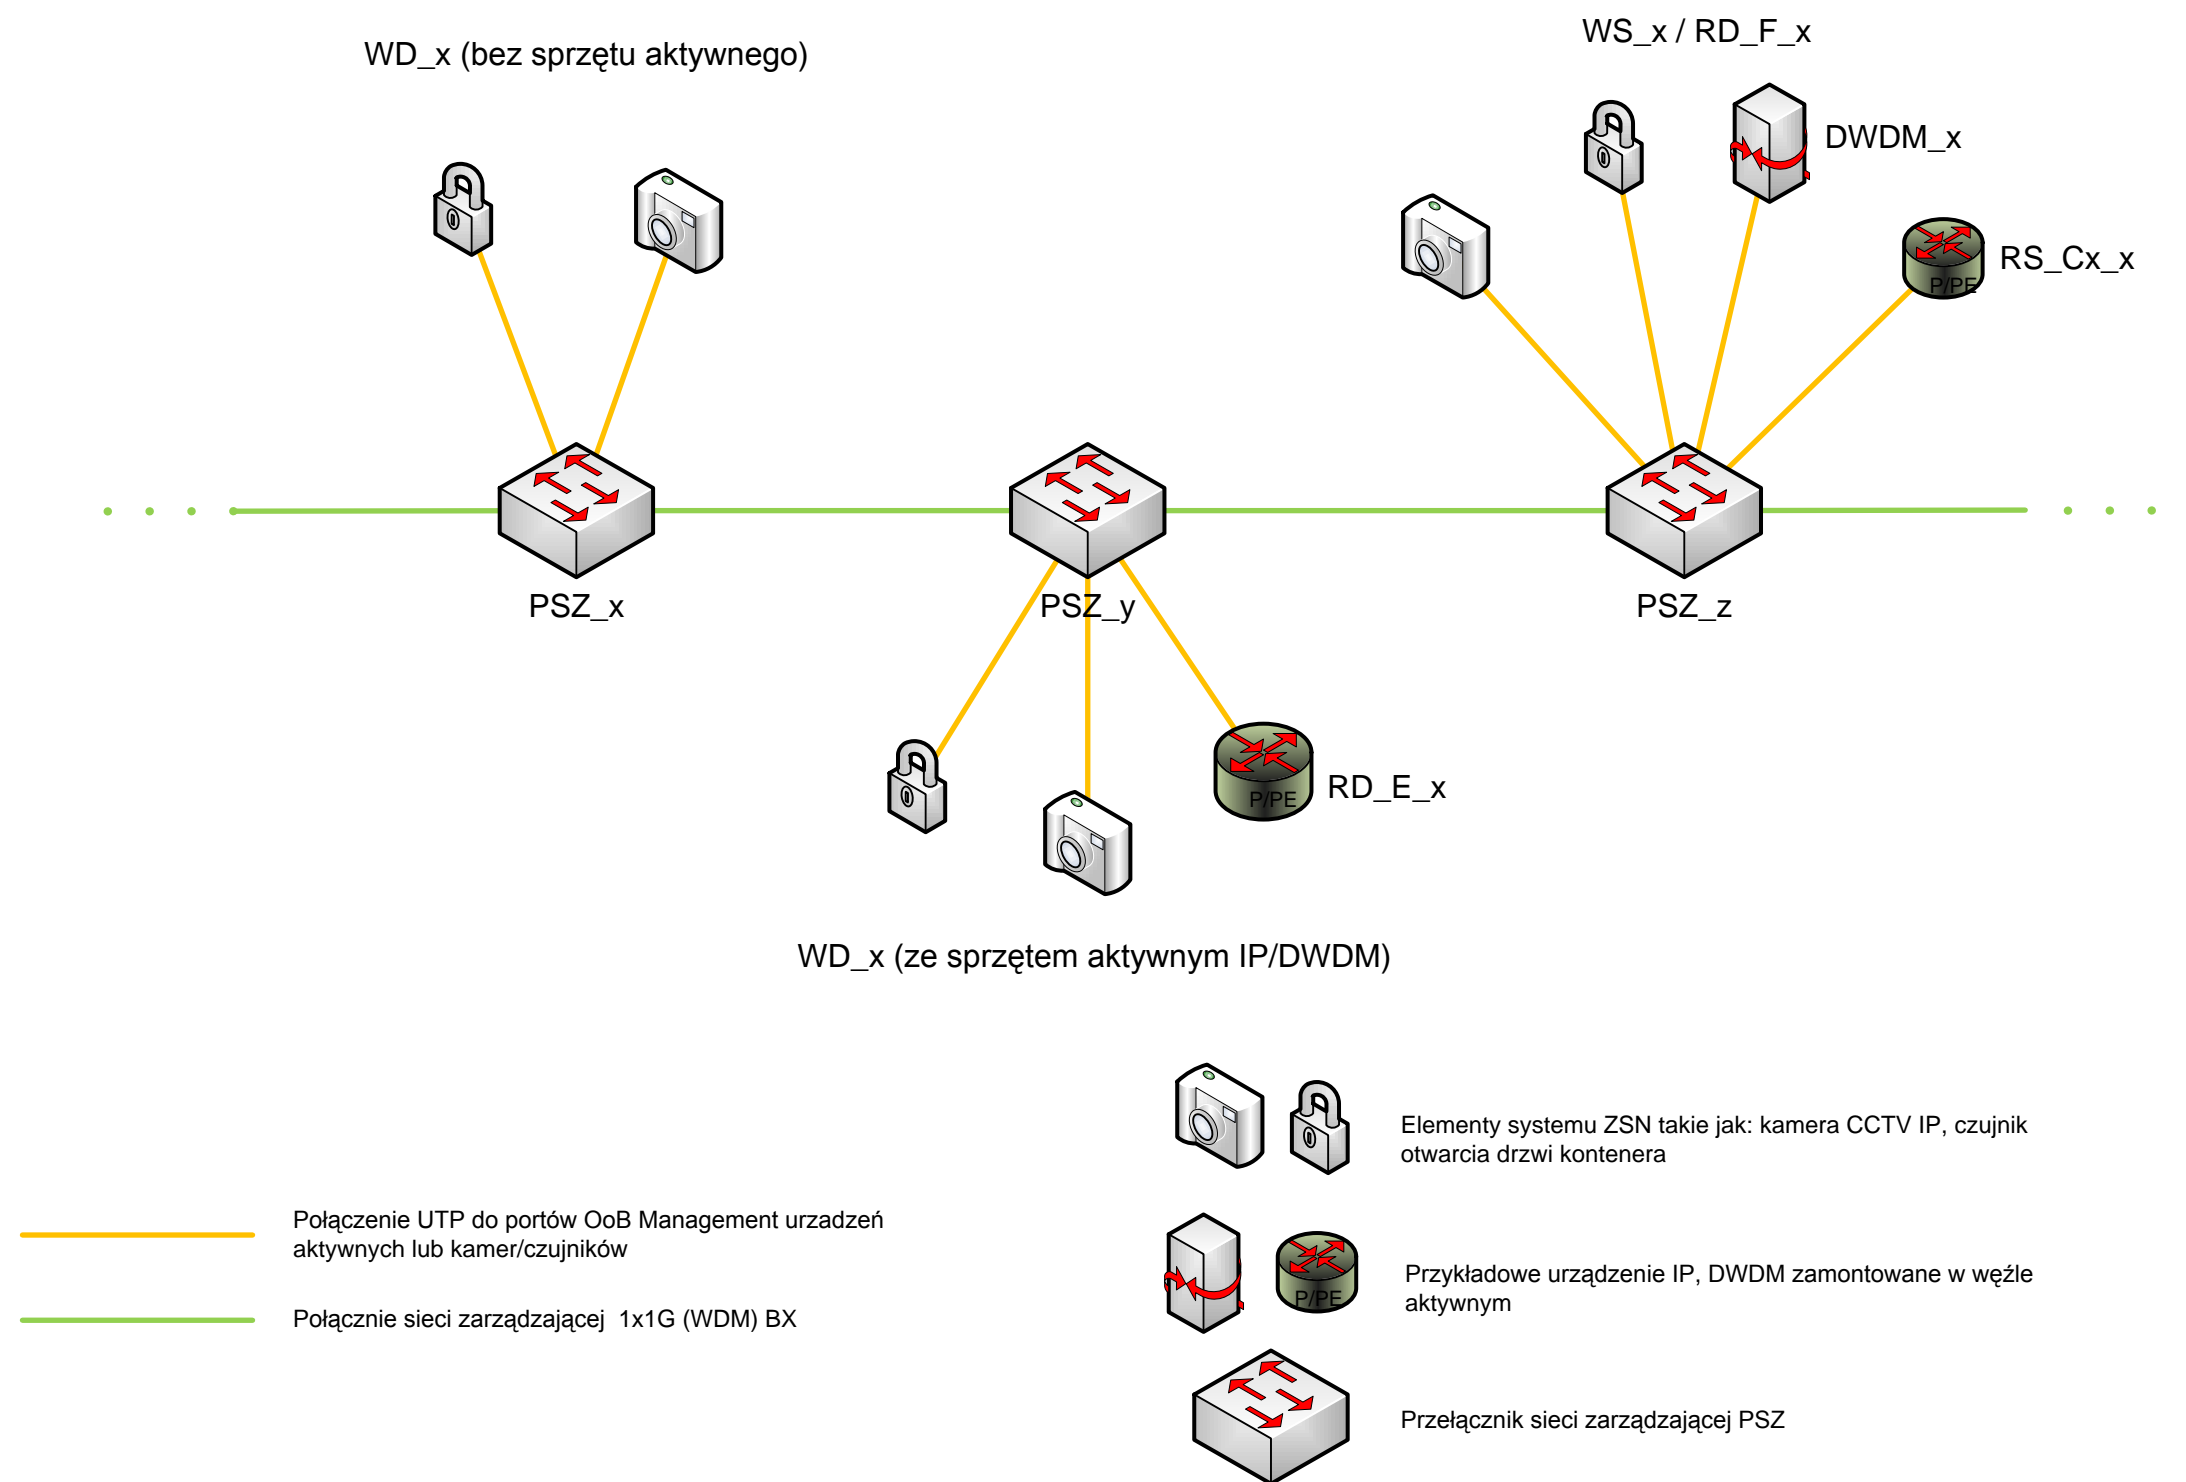 WS_x / RD_F_x
WD_x (bez sprzętu aktywnego)
DWDM_x
RS_Cx_x
P/PE
PSZ_x
PSZ_y
PSZ_z
RD_E_x
P/PE
WD_x (ze sprzętem aktywnym IP/DWDM)
Elementy systemu ZSN takie jak: kamera CCTV IP, czujnik
otwarcia drzwi kontenera
Połączenie UTP do portów OoB Management urzadzeń
aktywnych lub kamer/czujników
Przykładowe urządzenie IP, DWDM zamontowane w węźle
aktywnym
P/PE
Połącznie sieci zarządzającej  1x1G (WDM) BX
Przełącznik sieci zarządzającej PSZ